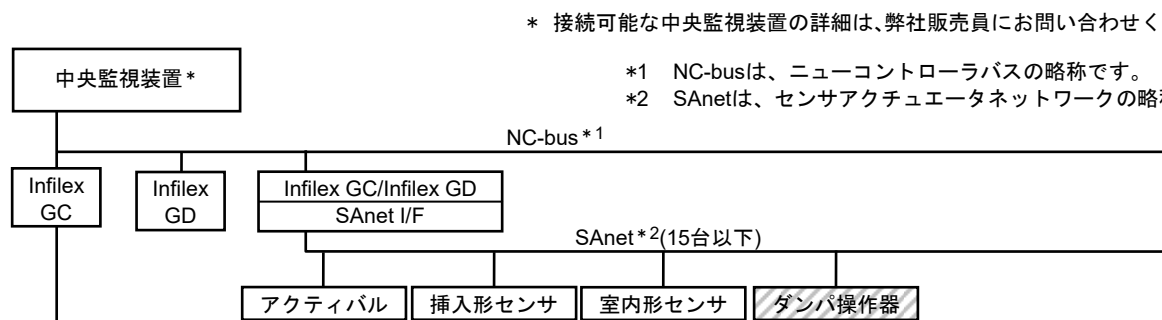 * 接続可能な中央監視装置の詳細は、弊社販売員にお問い合わせく
中央監視装置*
*1 NC-busは、ニューコントローラバスの略称です。
*2 SAnetは、センサアクチュエータネットワークの略称
NC-bus*1
Infilex
GC
Infilex
GD
Infilex GC/Infilex GD
SAnet I/F
SAnet*2(15台以下)
アクティバル
挿入形センサ
室内形センサ
ダンパ操作器